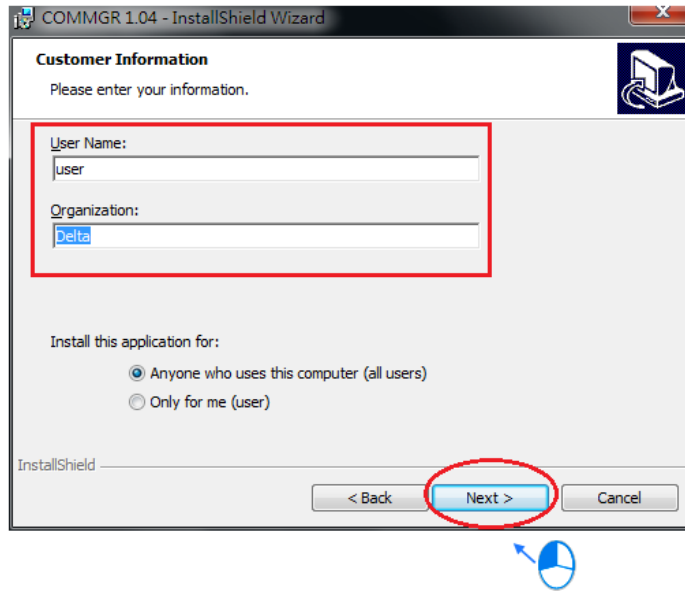 COMMGR 1.04 - InstallShield Wizard
Customer Information
Please enter your information.
User Name:
user
Organization:
Delta
Install this application for:
Anyone who uses this computer (all users)
Only for me (user)
InstallShield
< Back Next > Cancel